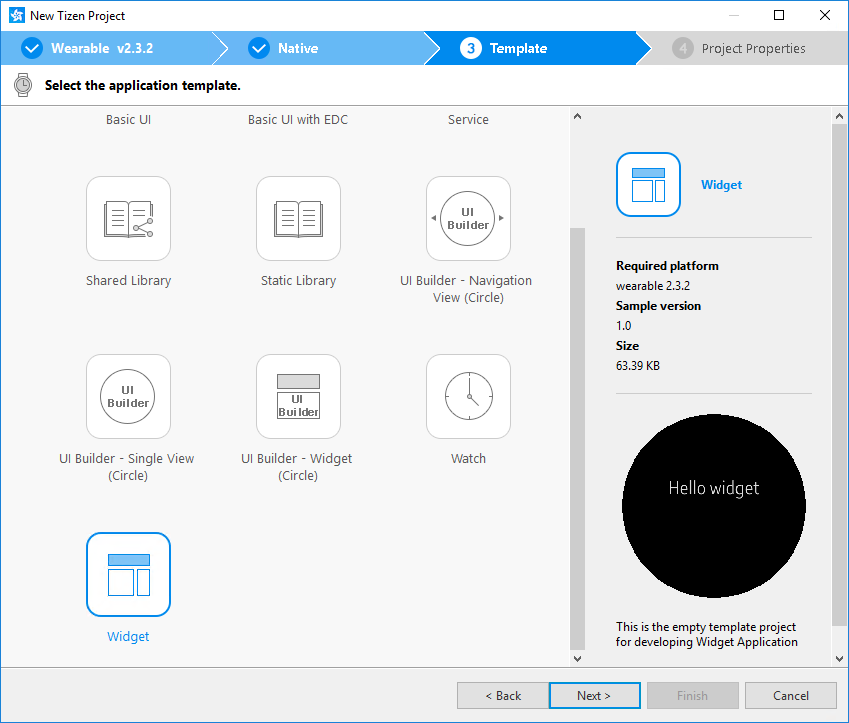 New Tizen Project
Wearable v2.3.2
Native
3 Template
4 Project Properties
Select the application template.
Basic UI
Basic UI with EDC
Service
UI
Builder
Shared Library
Static Library
UI Builder - Navigation
View (Circle)
UI
Builder
UI
Builder
UI Builder - Single View
(Circle)
UI Builder - Widget
(Circle)
Watch
Widget
Widget
Required platform
wearable 2.3.2
Sample version
1.0
Size
63.39 KB
Hello widget
This is the empty template project
for developing Widget Application
< Back
Next >
Finish
Cancel